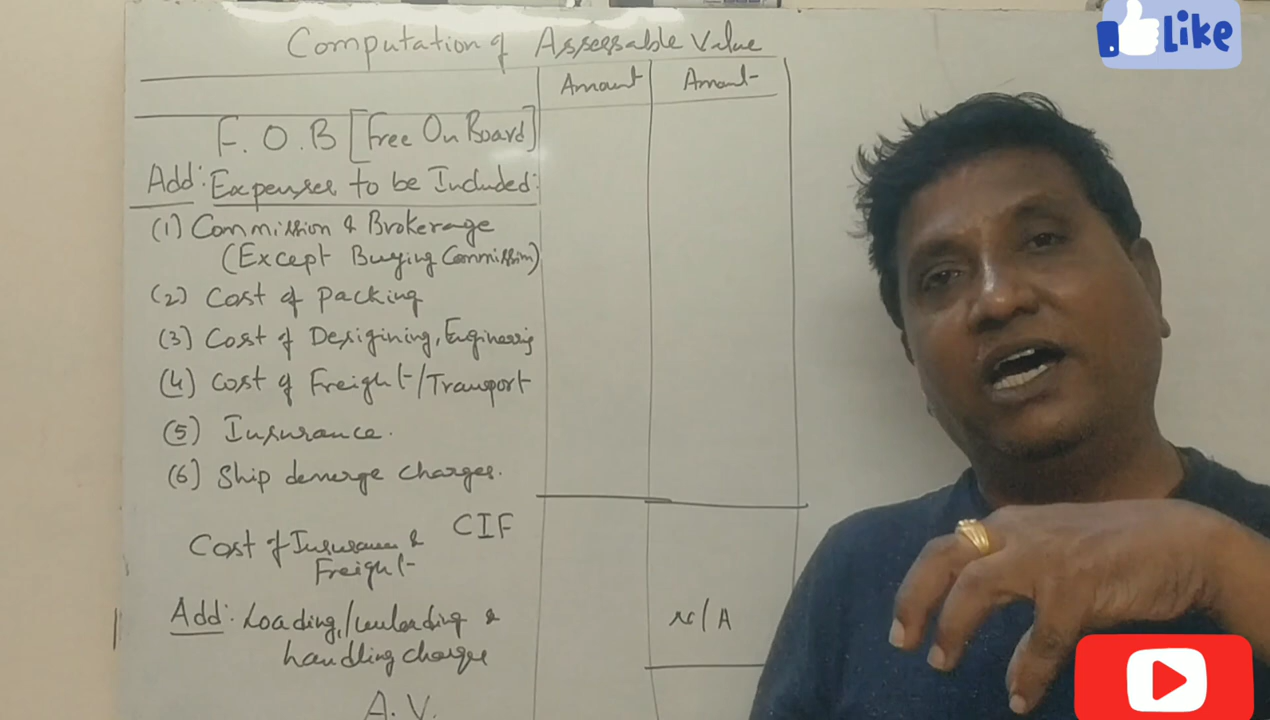 Computation of Assessable Value
Amount Amount
F.O.B [Free On Board]
Add: Expenses to be Included:
(1) Commission & Brokerage
(Except Buying Commission)
(2) Cost of packing
(3) Cost of Desigining, Engineering
(4) Cost of Freight/Transport
(5) Insurance.
(6) Ship demerge charges.
Cost of Insurance & CIF
Freight
Add: Loading/unloading & N/A
handling charge
A.V.
Like